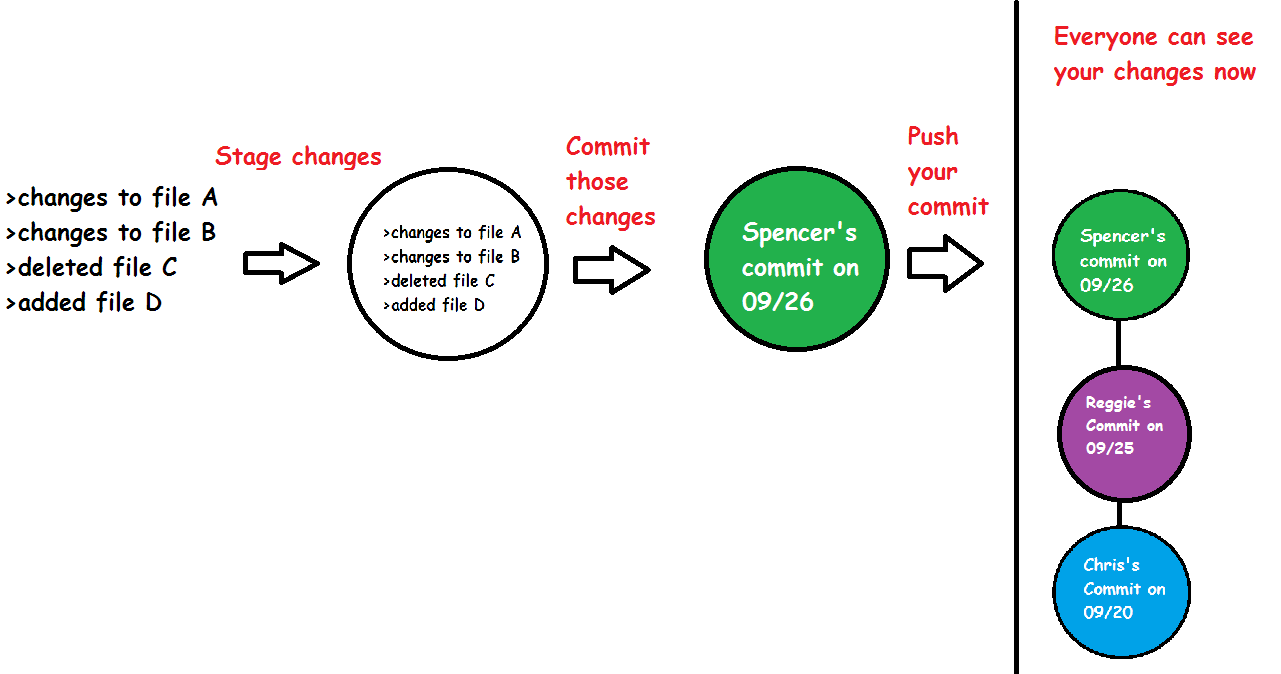 >changes to file A
>changes to file B
>deleted file C
>added file D
Stage changes
>changes to file A
>changes to file B
>deleted file C
>added file D
Commit
those
changes
Spencer's
commit on
09/26
Push
your
commit
Everyone can see
your changes now
Spencer's
commit on
09/26
Reggie's
Commit on
09/25
Chris's
Commit on
09/20